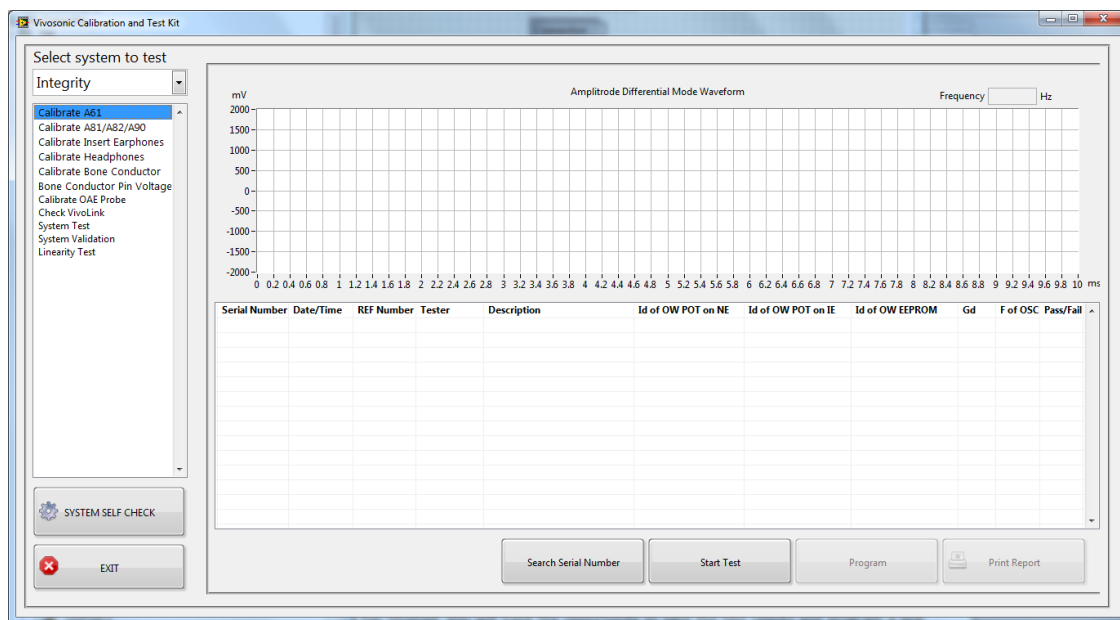 Vivosonic Calibration and Test Kit
Select system to test
Integrity
Calibrate A61
Calibrate A81/A82/A90
Calibrate Insert Earphones
Calibrate Headphones
Calibrate Bone Conductor
Bone Conductor Pin Voltage
Calibrate OAE Probe
Check VivoLink
System Test
System Validation
Linearity Test
SYSTEM SELF CHECK
EXIT
mV
Amplitrode Differential Mode Waveform
Frequency Hz
2000
1500
1000
500
0
-500
-1000
-1500
-2000
0 0.2 0.4 0.6 0.8 1 1.2 1.4 1.6 1.8 2 2.2 2.4 2.6 2.8 3 3.2 3.4 3.6 3.8 4 4.2 4.4 4.6 4.8 5 5.2 5.4 5.6 5.8 6 6.2 6.4 6.6 6.8 7 7.2 7.4 7.6 7.8 8 8.2 8.4 8.6 8.8 9 9.2 9.4 9.6 9.8 10 ms
Serial Number Date/Time REF Number Tester Description Id of OW POT on NE Id of OW POT on IE Id of OW EEPROM Gd F of OSC Pass/Fail
Search Serial Number Start Test Program Print Report